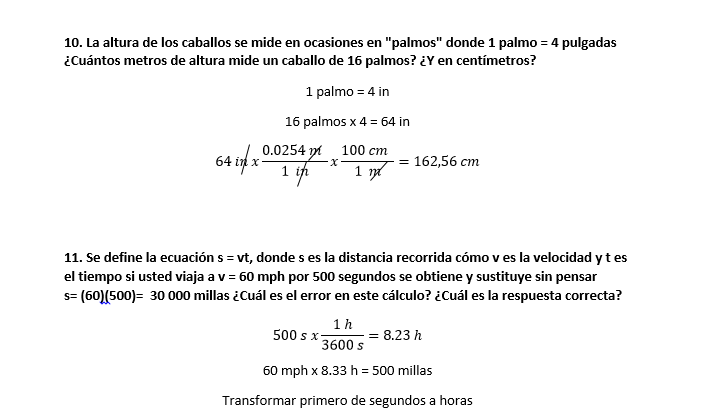 10. La altura de los caballos se mide en ocasiones en "palmos" donde 1 palmo = 4 pulgadas
¿Cuántos metros de altura mide un caballo de 16 palmos? ¿Y en centímetros?
1 palmo = 4 in
16 palmos x 4 = 64 in
64 in x 0.0254 m / 1 in x 100 cm / 1 m = 162,56 cm
11. Se define la ecuación s = vt, donde s es la distancia recorrida cómo v es la velocidad y t es
el tiempo si usted viaja a v = 60 mph por 500 segundos se obtiene y sustituye sin pensar
s= (60)(500)= 30 000 millas ¿Cuál es el error en este cálculo? ¿Cuál es la respuesta correcta?
500 s x 1 h / 3600 s = 8.23 h
60 mph x 8.33 h = 500 millas
Transformar primero de segundos a horas